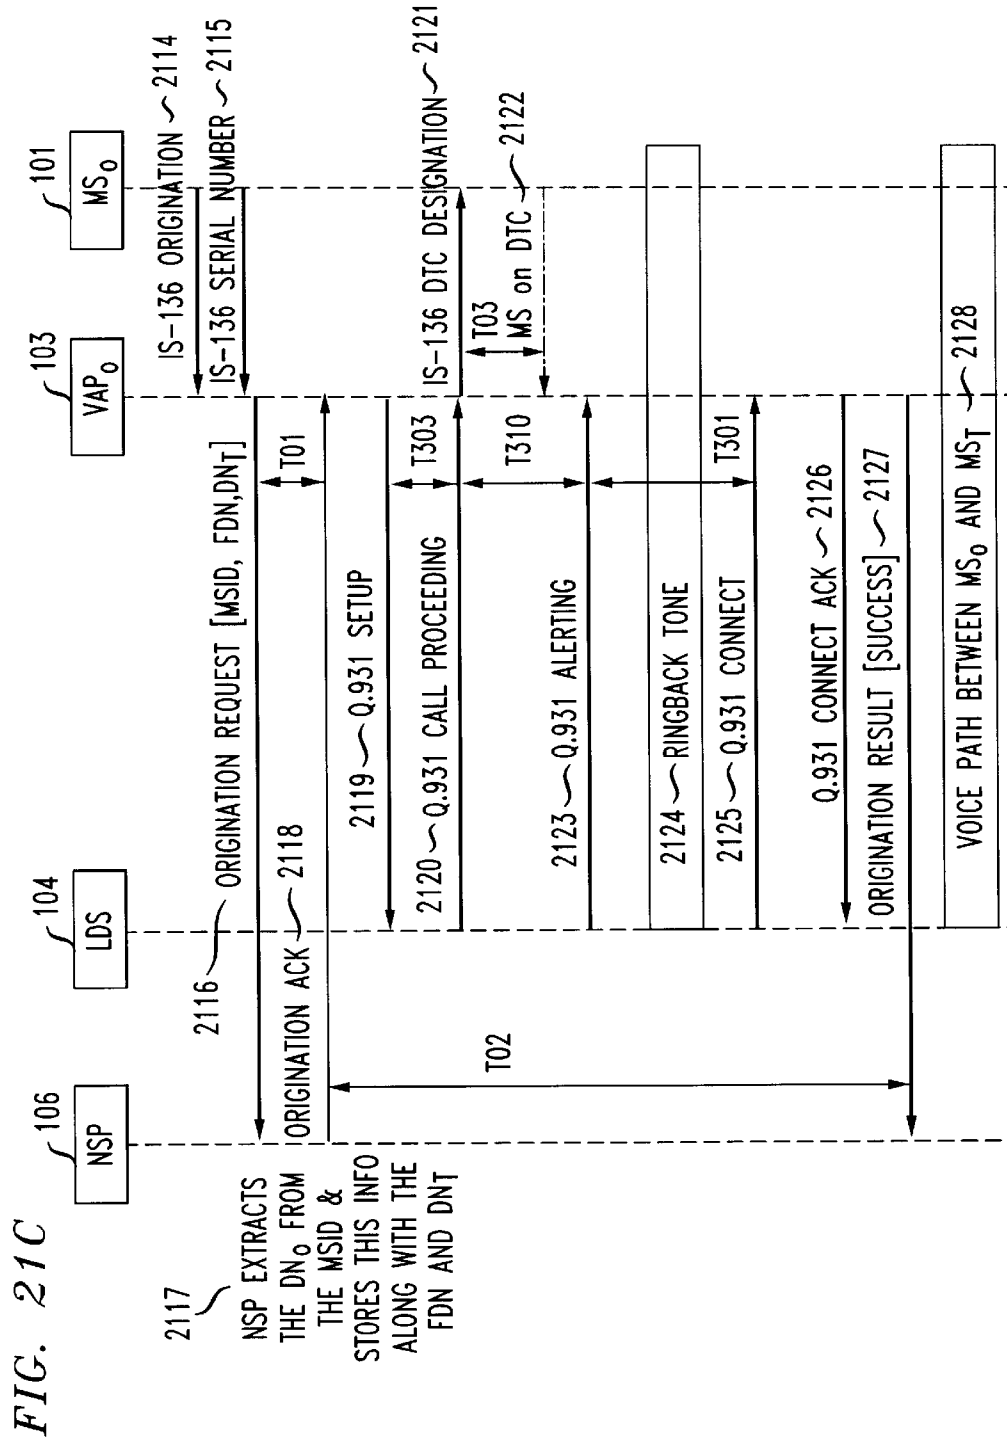 FIG. 21C
106
NSP
104
LDS
103
VAP0
101
MS0
IS-136 ORIGINATION 2114
IS-136 SERIAL NUMBER 2115
2116 ORIGINATION REQUEST [MSID, FDN,DNT]
2117
NSP EXTRACTS
THE DN0 FROM
THE MSID &
STORES THIS INFO
ALONG WITH THE
FDN AND DNT
T01
ORIGINATION ACK 2118
2119 Q.931 SETUP
T303
2120 Q.931 CALL PROCEEDING
IS-136 DTC DESIGNATION 2121
T03
MS on DTC 2122
T310
2123 Q.931 ALERTING
2124 RINGBACK TONE
T301
2125 Q.931 CONNECT
T02
Q.931 CONNECT ACK 2126
ORIGINATION RESULT [SUCCESS] 2127
VOICE PATH BETWEEN MS0 AND MST 2128